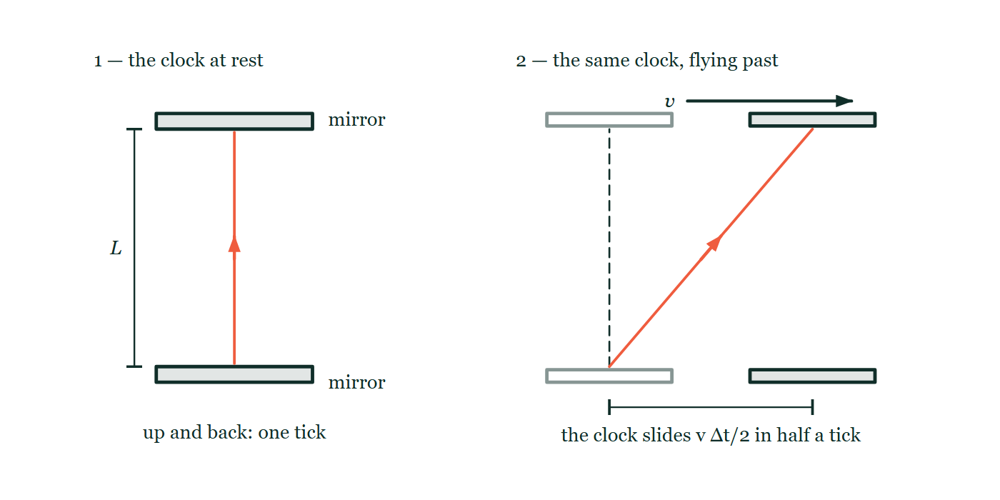 1 — the clock at rest
2 — the same clock, flying past
v
mirror
L
mirror
up and back: one tick
the clock slides v Δt/2 in half a tick